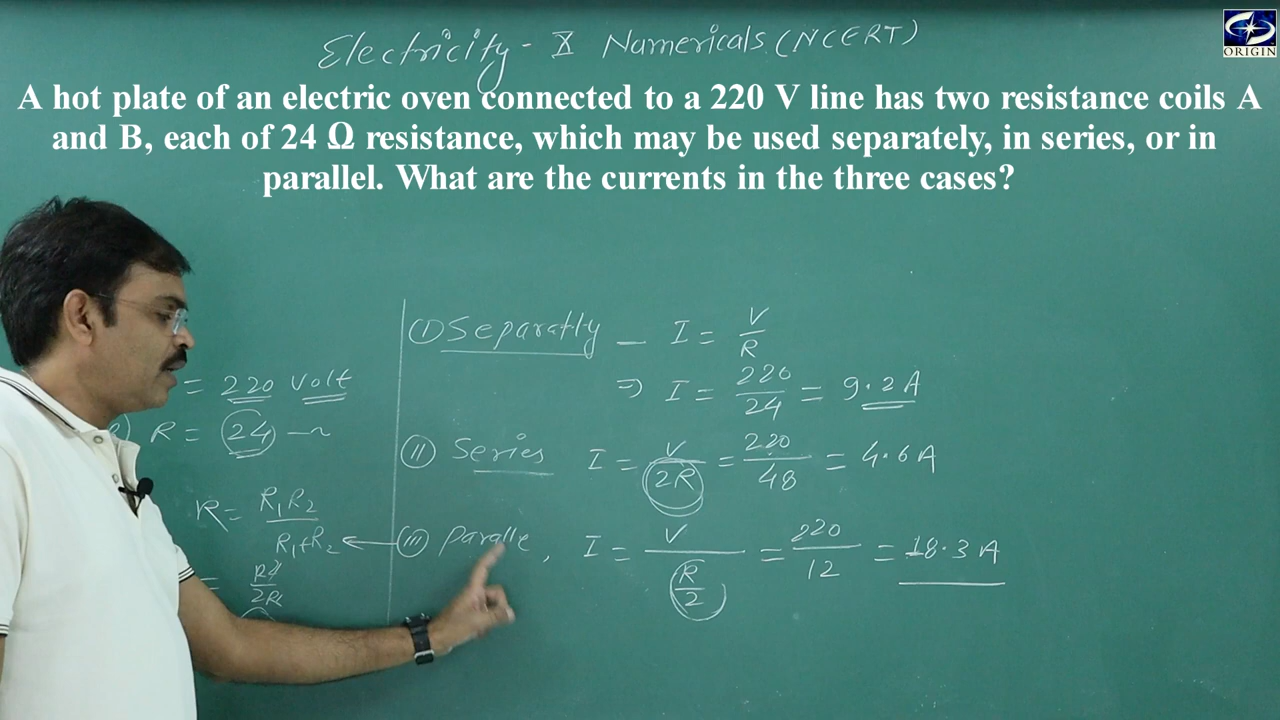 Electricity - X Numericals (NCERT)
ORIGIN
A hot plate of an electric oven connected to a 220 V line has two resistance coils A
and B, each of 24 Ω resistance, which may be used separately, in series, or in
parallel. What are the currents in the three cases?
= 220 Volt
R = 24
R = R₁R₂ / R₁+R₂
=
(I) Separatly — I = V/R
⇒ I = 220/24 = 9.2 A
(II) Series I = V/2R = 220/48 = 4.6 A
(III) Paralle, I = V/(R/2) = 220/12 = 18.3 A